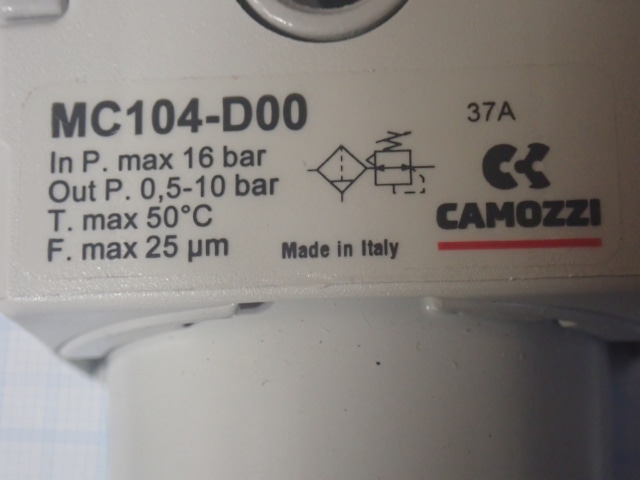 MC104-D00
37A
In P. max 16 bar
Out P. 0,5-10 bar
T. max 50°C
F. max 25 µm
Made in Italy
CAMOZZI